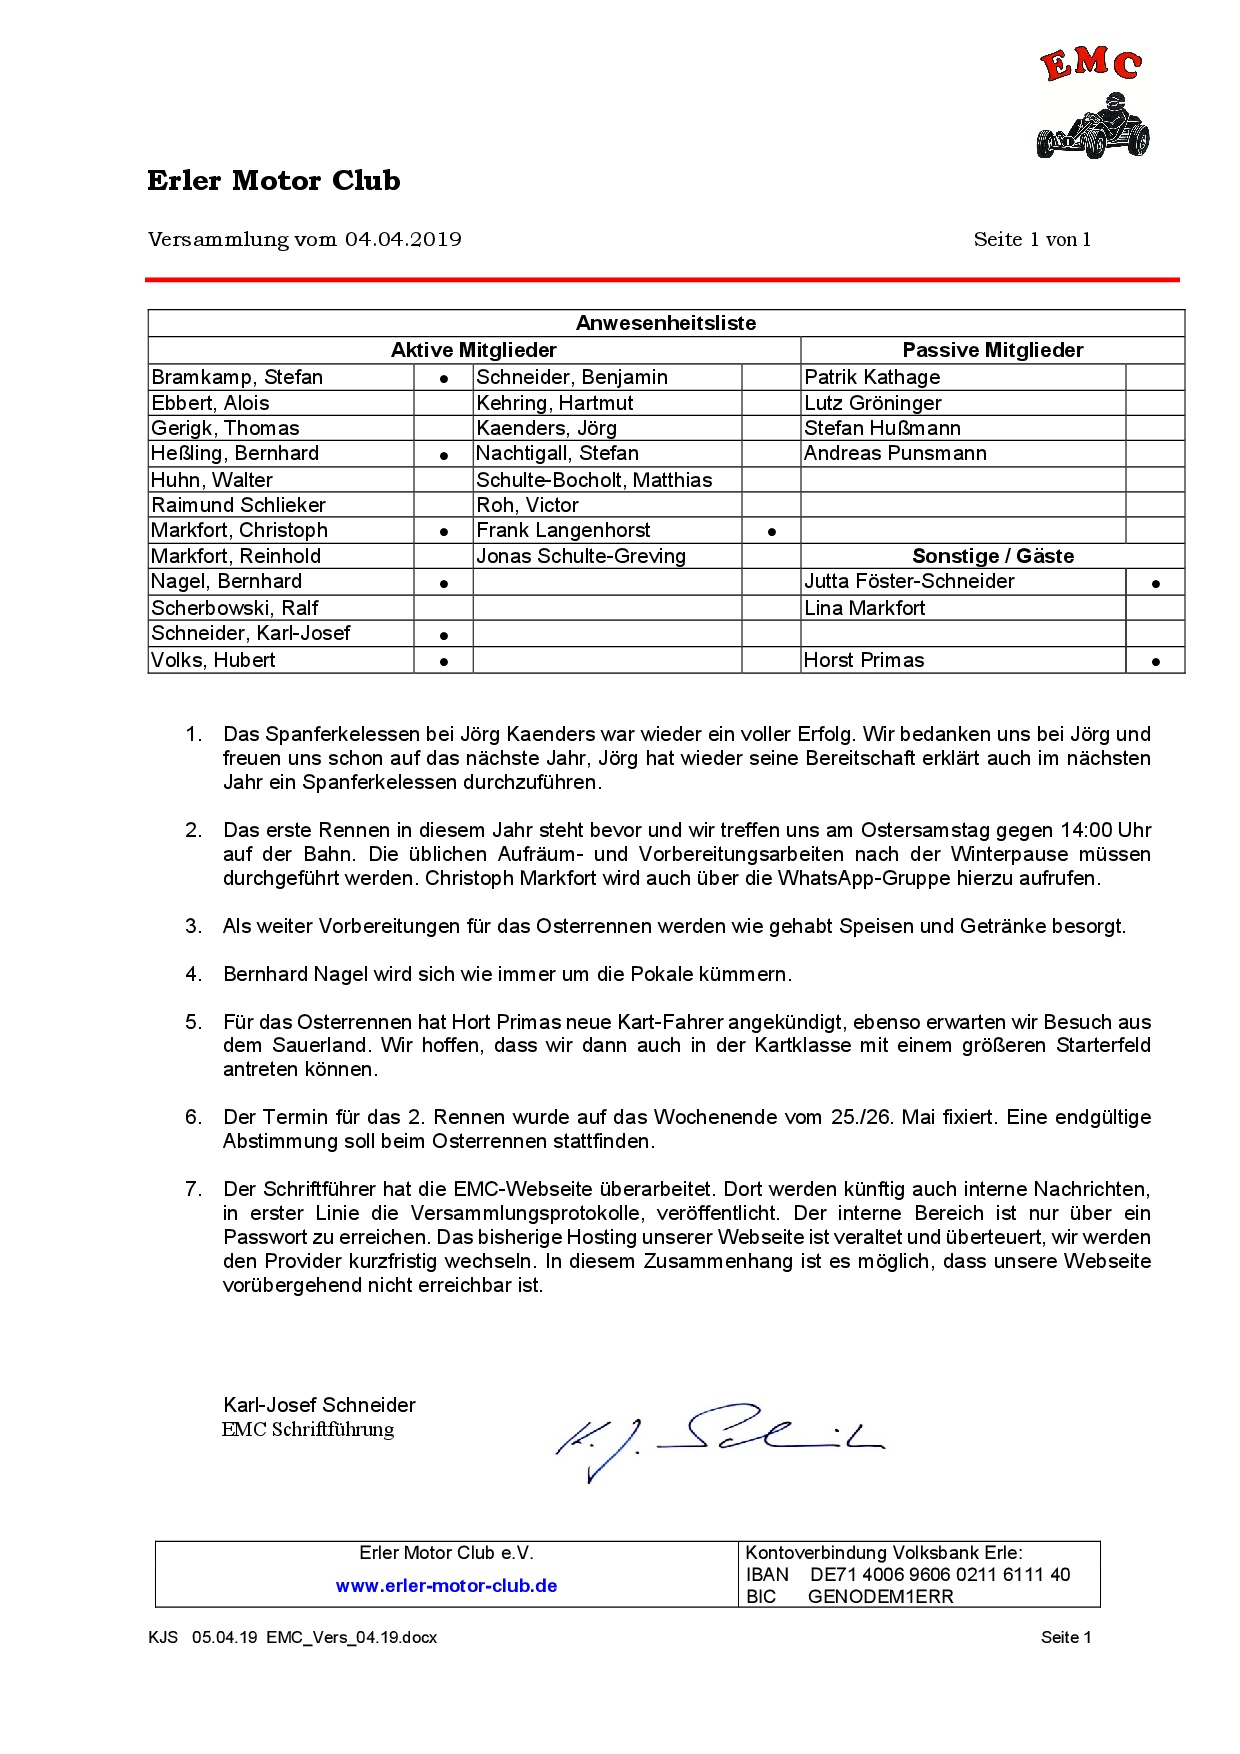 EMC
Erler Motor Club
Versammlung vom 04.04.2019 Seite 1 von 1
Anwesenheitsliste
Aktive Mitglieder Passive Mitglieder
Bramkamp, Stefan ● Schneider, Benjamin Patrik Kathage
Ebbert, Alois Kehring, Hartmut Lutz Gröninger
Gerigk, Thomas Kaenders, Jörg Stefan Hußmann
Heßling, Bernhard ● Nachtigall, Stefan Andreas Punsmann
Huhn, Walter Schulte-Bocholt, Matthias
Raimund Schlieker Roh, Victor
Markfort, Christoph ● Frank Langenhorst ●
Markfort, Reinhold Jonas Schulte-Greving Sonstige / Gäste
Nagel, Bernhard ● Jutta Föster-Schneider ●
Scherbowski, Ralf Lina Markfort
Schneider, Karl-Josef ●
Volks, Hubert ● Horst Primas ●
1. Das Spanferkelessen bei Jörg Kaenders war wieder ein voller Erfolg. Wir bedanken uns bei Jörg und
freuen uns schon auf das nächste Jahr, Jörg hat wieder seine Bereitschaft erklärt auch im nächsten
Jahr ein Spanferkelessen durchzuführen.
2. Das erste Rennen in diesem Jahr steht bevor und wir treffen uns am Ostersamstag gegen 14:00 Uhr
auf der Bahn. Die üblichen Aufräum- und Vorbereitungsarbeiten nach der Winterpause müssen
durchgeführt werden. Christoph Markfort wird auch über die WhatsApp-Gruppe hierzu aufrufen.
3. Als weiter Vorbereitungen für das Osterrennen werden wie gehabt Speisen und Getränke besorgt.
4. Bernhard Nagel wird sich wie immer um die Pokale kümmern.
5. Für das Osterrennen hat Hort Primas neue Kart-Fahrer angekündigt, ebenso erwarten wir Besuch aus
dem Sauerland. Wir hoffen, dass wir dann auch in der Kartklasse mit einem größeren Starterfeld
antreten können.
6. Der Termin für das 2. Rennen wurde auf das Wochenende vom 25./26. Mai fixiert. Eine endgültige
Abstimmung soll beim Osterrennen stattfinden.
7. Der Schriftführer hat die EMC-Webseite überarbeitet. Dort werden künftig auch interne Nachrichten,
in erster Linie die Versammlungsprotokolle, veröffentlicht. Der interne Bereich ist nur über ein
Passwort zu erreichen. Das bisherige Hosting unserer Webseite ist veraltet und überteuert, wir werden
den Provider kurzfristig wechseln. In diesem Zusammenhang ist es möglich, dass unsere Webseite
vorübergehend nicht erreichbar ist.
Karl-Josef Schneider
EMC Schriftführung
K. J. Schneider
Erler Motor Club e.V. Kontoverbindung Volksbank Erle:
www.erler-motor-club.de IBAN DE71 4006 9606 0211 6111 40
BIC GENODEM1ERR
KJS 05.04.19 EMC_Vers_04.19.docx Seite 1